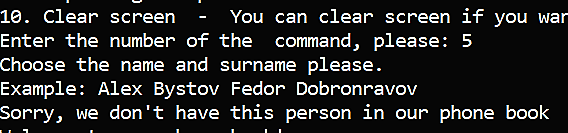 10. Clear screen - You can clear screen if you
Enter the number of the command, please: 5
Choose the name and surname please.
Example: Alex Bystov Fedor Dobronravov
Sorry, we don't have this person in our phone book